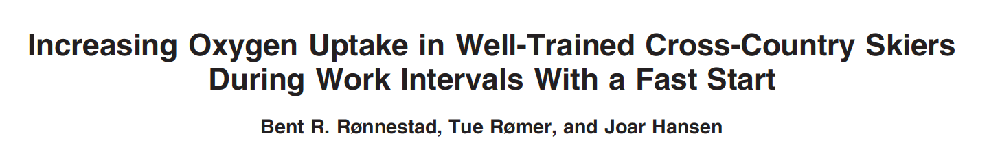 Increasing Oxygen Uptake in Well-Trained Cross-Country Skiers
During Work Intervals With a Fast Start
Bent R. Rønnestad, Tue Rømer, and Joar Hansen